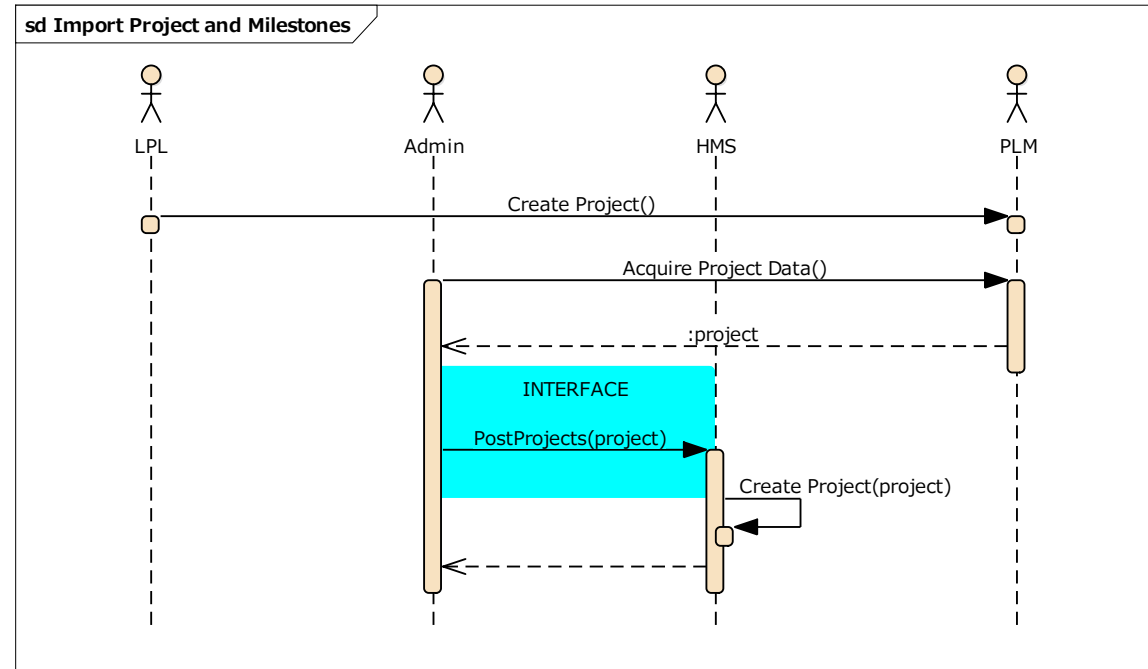 sd Import Project and Milestones
LPL
Admin
HMS
PLM
Create Project()
Acquire Project Data()
:project
INTERFACE
PostProjects(project)
Create Project(project)